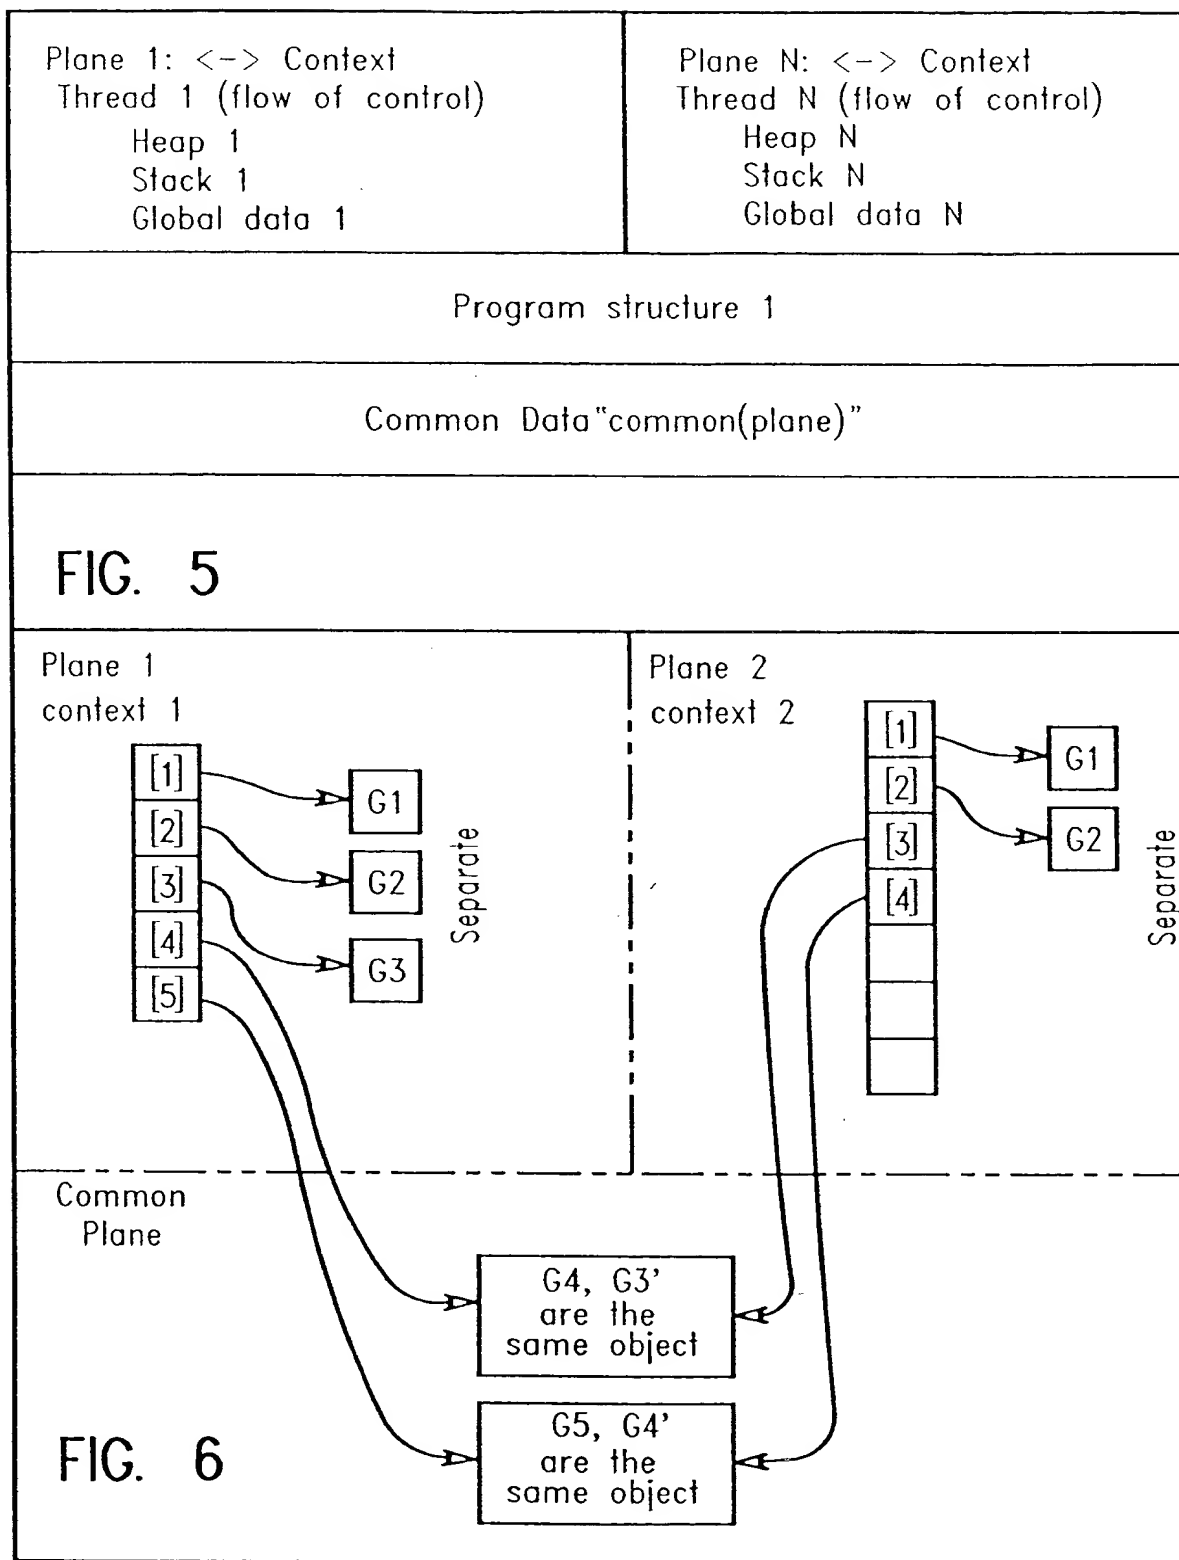 Plane 1: <-> Context
Thread 1 (flow of control)
Heap 1
Stack 1
Global data 1
Plane N: <-> Context
Thread N (flow of control)
Heap N
Stack N
Global data N
Program structure 1
Common Data"common(plane)"
FIG. 5
Plane 1
context 1
[1]
[2]
[3]
[4]
[5]
G1
G2
G3
Separate
Plane 2
context 2
[1]
[2]
[3]
[4]
G1
G2
Separate
Common
Plane
G4, G3'
are the
same object
G5, G4'
are the
same object
FIG. 6